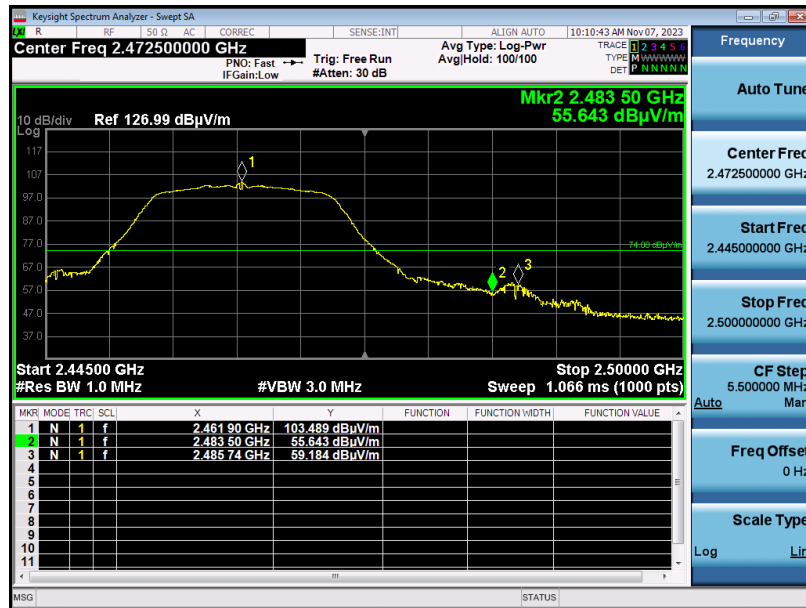 Keysight Spectrum Analyzer - Swept SA
LXI R RF 50 Ω AC CORREC SENSE:INT ALIGN AUTO 10:10:43 AM Nov 07, 2023
Center Freq 2.472500000 GHz
PNO: Fast
IFGain:Low
Trig: Free Run
#Atten: 30 dB
Avg Type: Log-Pwr
Avg|Hold: 100/100
TRACE 1 2 3 4 5 6
TYPE M W W W W W
DET P N N N N N
Mkr2 2.483 50 GHz
55.643 dBµV/m
10 dB/div Ref 126.99 dBµV/m
Log
117
107
97.0
87.0
77.0
67.0
57.0
47.0
37.0
1
2
3
74.00 dBµV/m
Start 2.44500 GHz Stop 2.50000 GHz
#Res BW 1.0 MHz #VBW 3.0 MHz Sweep 1.066 ms (1000 pts)
MKR MODE TRC SCL X Y FUNCTION FUNCTION WIDTH FUNCTION VALUE
1 N 1 f 2.461 90 GHz 103.489 dBµV/m
2 N 1 f 2.483 50 GHz 55.643 dBµV/m
3 N 1 f 2.485 74 GHz 59.184 dBµV/m
4
5
6
7
8
9
10
11
MSG STATUS
Frequency
Auto Tune
Center Freq
2.472500000 GHz
Start Freq
2.445000000 GHz
Stop Freq
2.500000000 GHz
CF Step
5.500000 MHz
Auto Man
Freq Offset
0 Hz
Scale Type
Log Lin